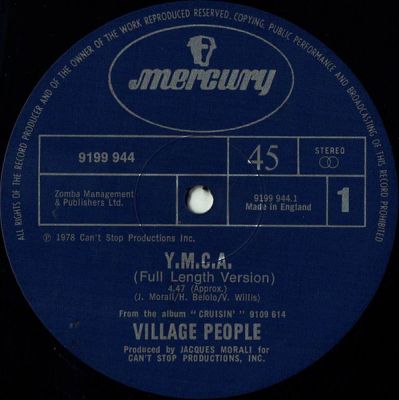 ALL RIGHTS OF THE RECORD PRODUCER AND OF THE OWNER OF THE WORK REPRODUCED RESERVED. COPYING, PUBLIC PERFORMANCE AND BROADCASTING OF THIS RECORD PROHIBITED
mercury
9199 944
45
STEREO
Zomba Management
& Publishers Ltd.
9199 944.1
Made in England
1
℗ 1978 Can't Stop Productions Inc.
Y.M.C.A.
(Full Length Version)
4.47 (Approx.)
(J. Morali/H. Belolo/V. Willis)
From the album "CRUISIN' " 9109 614
VILLAGE PEOPLE
Produced by JACQUES MORALI for
CAN'T STOP PRODUCTIONS, INC.